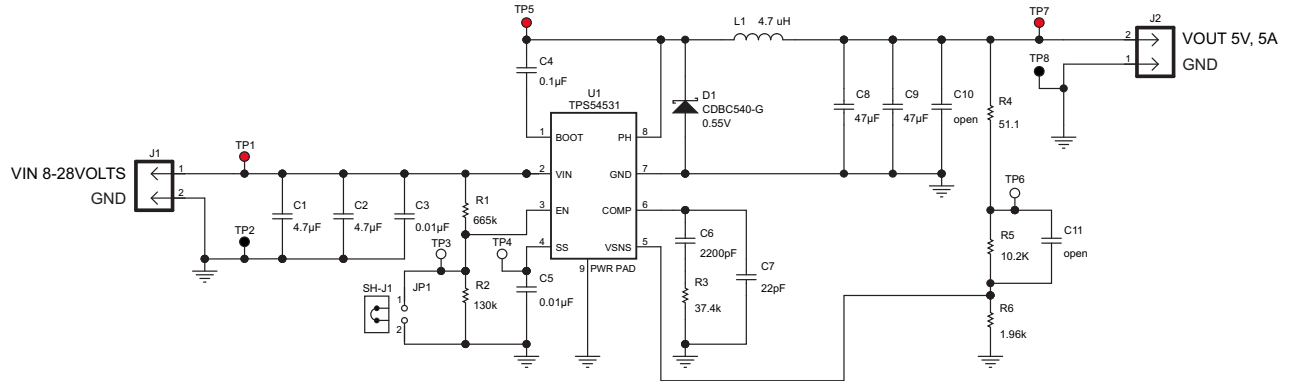 TP5
L1 4.7 uH
TP7
J2
2
VOUT 5V, 5A
1
GND
TP8
C4
0.1µF
U1
TPS54531
D1
CDBC540-G
0.55V
C8
47µF
C9
47µF
C10
open
R4
51.1
1
BOOT
PH
8
J1
TP1
VIN 8-28VOLTS
1
GND
2
2
VIN
GND
7
C1
4.7µF
C2
4.7µF
C3
0.01µF
R1
665k
3
EN
COMP
6
TP6
TP2
TP3
TP4
4
SS
VSNS
5
C6
2200pF
C7
22pF
R5
10.2K
C11
open
9
PWR PAD
SH-J1
JP1
1
2
R2
130k
C5
0.01µF
R3
37.4k
R6
1.96k